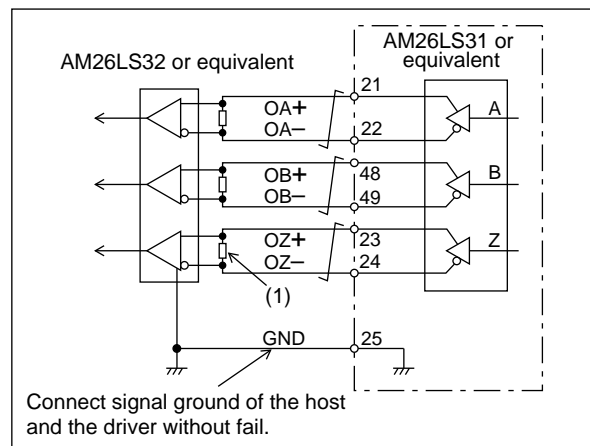 AM26LS31 or
equivalent
AM26LS32 or equivalent
21
OA+
A
OA−
22
OB+
48
B
OB−
49
OZ+
23
Z
OZ−
24
(1)
GND
25
Connect signal ground of the host
and the driver without fail.